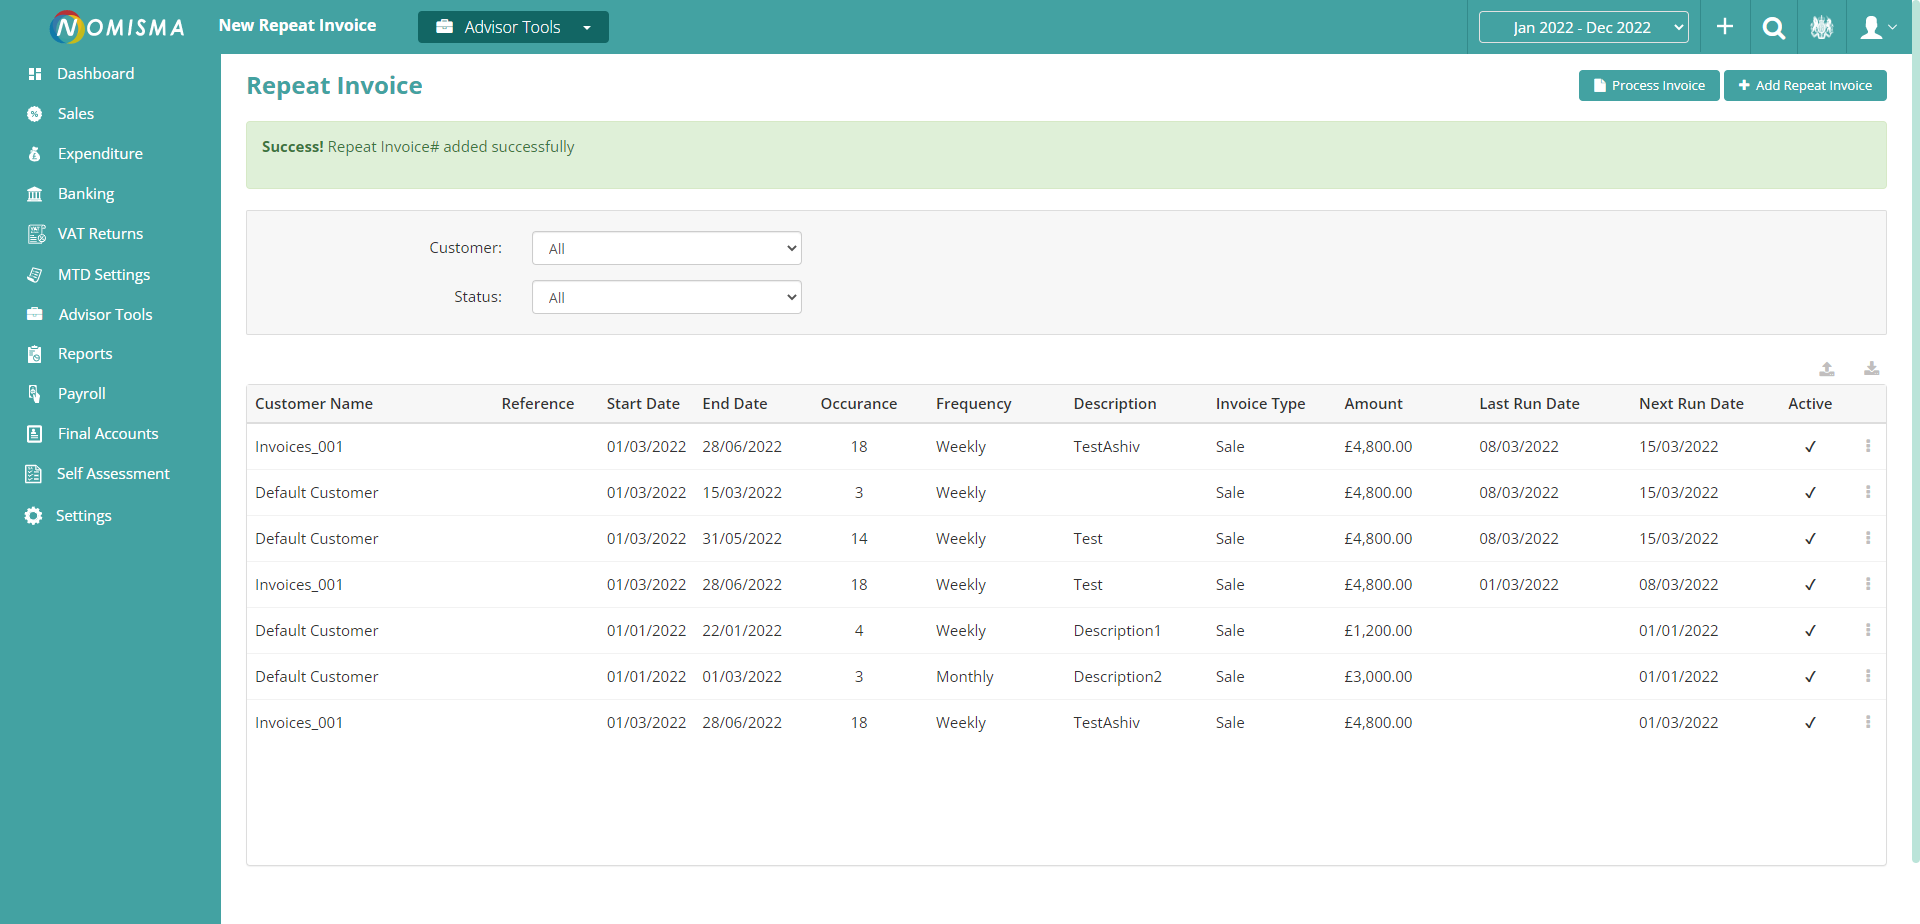 NOMISMA New Repeat Invoice Advisor Tools Jan 2022 - Dec 2022
Dashboard
Sales
Expenditure
Banking
VAT Returns
MTD Settings
Advisor Tools
Reports
Payroll
Final Accounts
Self Assessment
Settings
Repeat Invoice Process Invoice Add Repeat Invoice
Success! Repeat Invoice# added successfully
Customer: All
Status: All
Customer Name Reference Start Date End Date Occurance Frequency Description Invoice Type Amount Last Run Date Next Run Date Active
Invoices_001 01/03/2022 28/06/2022 18 Weekly TestAshiv Sale £4,800.00 08/03/2022 15/03/2022 ✓
Default Customer 01/03/2022 15/03/2022 3 Weekly Sale £4,800.00 08/03/2022 15/03/2022 ✓
Default Customer 01/03/2022 31/05/2022 14 Weekly Test Sale £4,800.00 08/03/2022 15/03/2022 ✓
Invoices_001 01/03/2022 28/06/2022 18 Weekly Test Sale £4,800.00 01/03/2022 08/03/2022 ✓
Default Customer 01/01/2022 22/01/2022 4 Weekly Description1 Sale £1,200.00 01/01/2022 ✓
Default Customer 01/01/2022 01/03/2022 3 Monthly Description2 Sale £3,000.00 01/01/2022 ✓
Invoices_001 01/03/2022 28/06/2022 18 Weekly TestAshiv Sale £4,800.00 01/03/2022 ✓